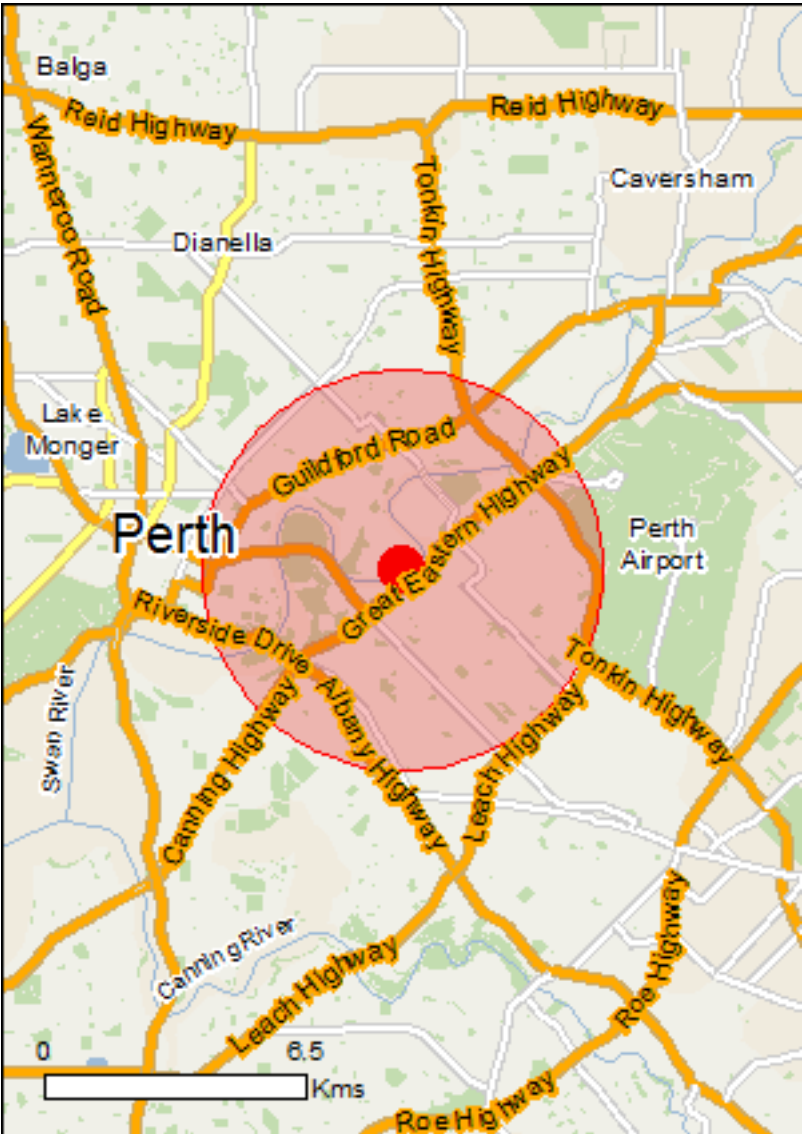 Balga
Reid Highway
Reid Highway
Wanneroo Road
Tonkin Highway
Caversham
Dianella
Lake
Monger
Guildford Road
Perth
Great Eastern Highway
Perth
Airport
Riverside Drive
Tonkin Highway
Swan River
Canning Highway
Albany Highway
Leach Highway
Canning River
Leach Highway
Roe Highway
0 6.5
Kms
Roe Highway